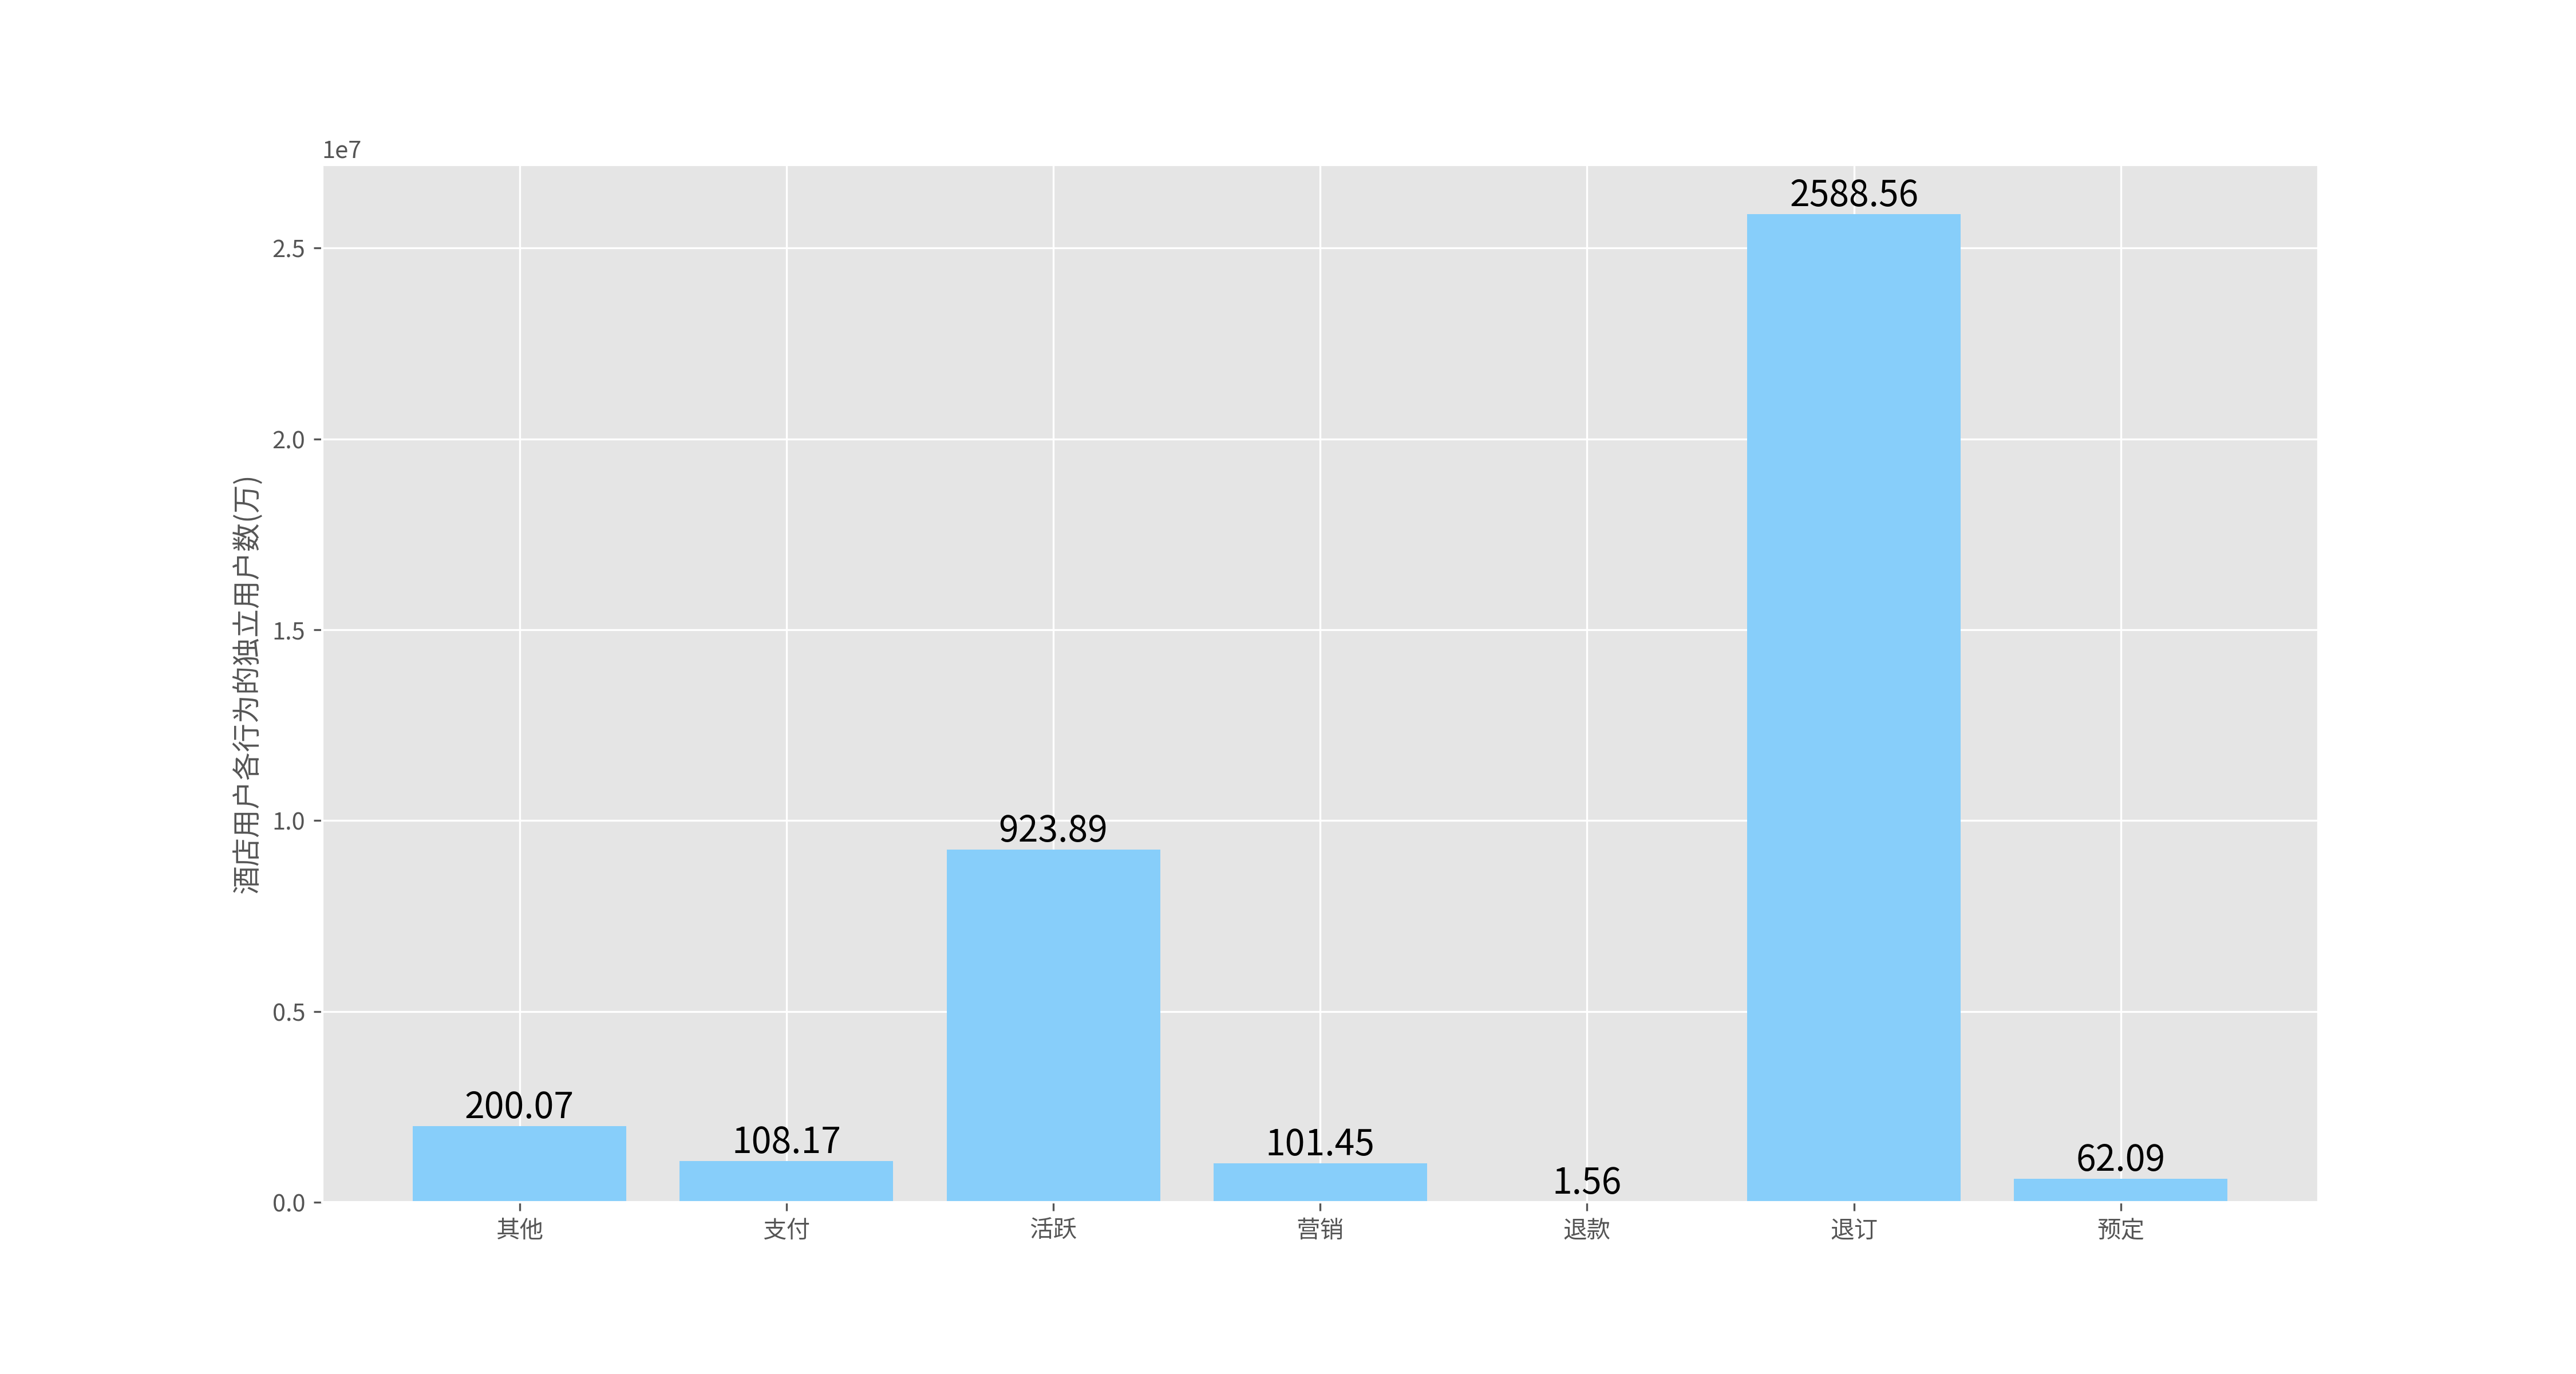 1e7
2588.56
2.5
2.0
酒店用户各行为的独立用户数(万)
1.5
1.0
923.89
0.5
200.07
108.17
101.45
1.56
62.09
0.0
其他
支付
活跃
营销
退款
退订
预定